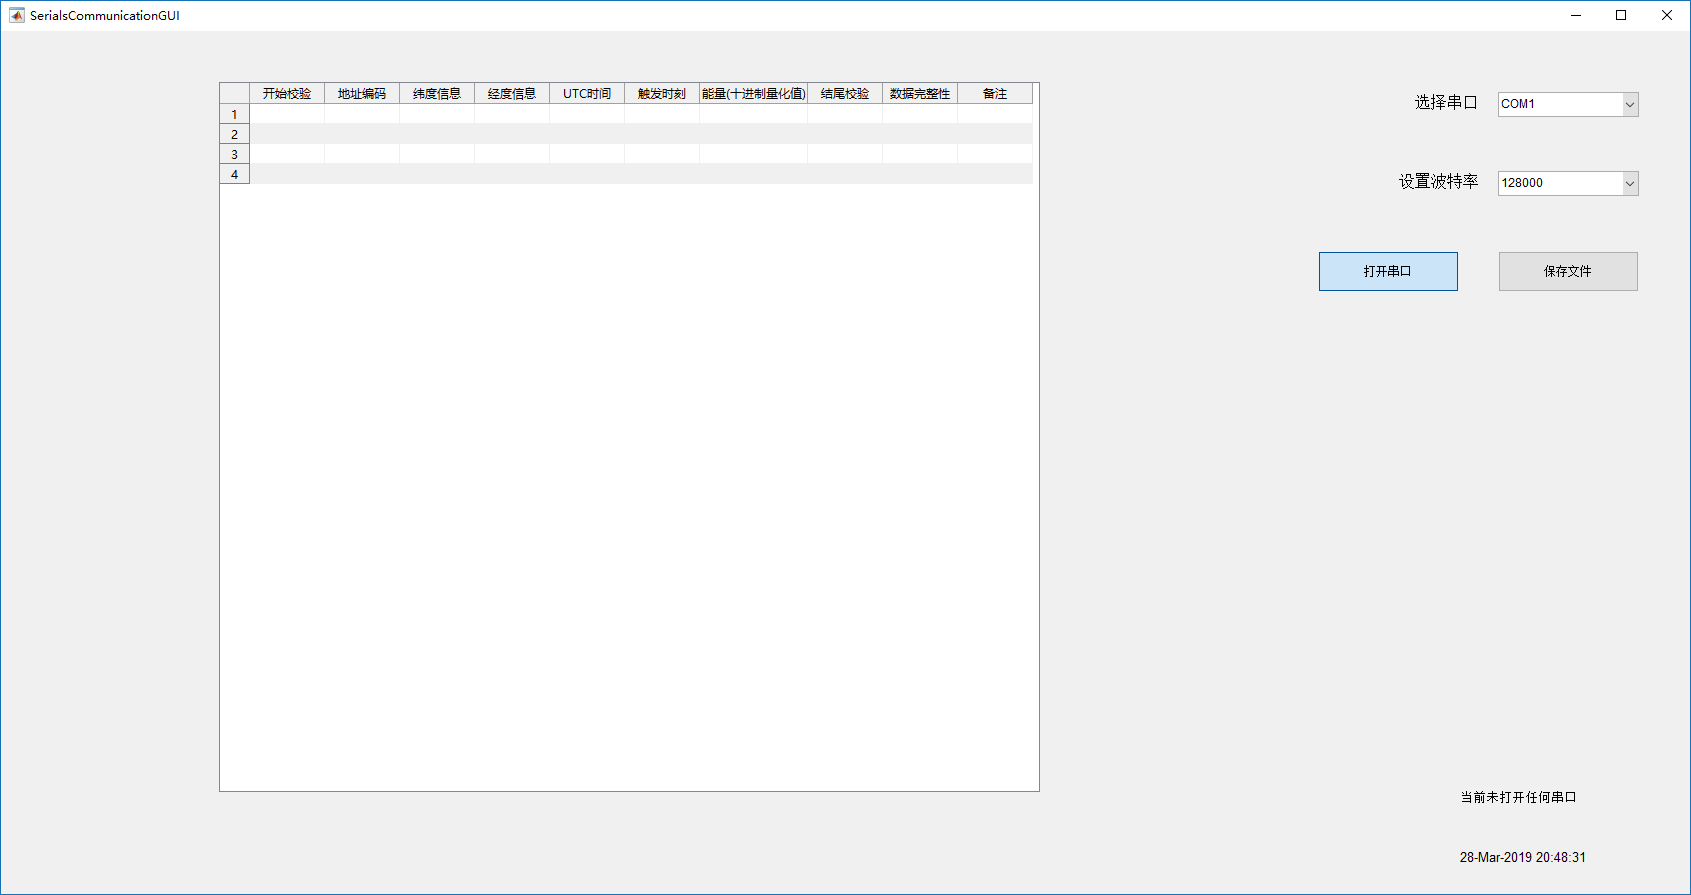 SerialsCommunicationGUI
开始校验 地址编码 纬度信息 经度信息 UTC时间 触发时刻 能量(十进制量化值) 结尾校验 数据完整性 备注
1
2
3
4
选择串口 COM1
设置波特率 128000
打开串口 保存文件
当前未打开任何串口
28-Mar-2019 20:48:31